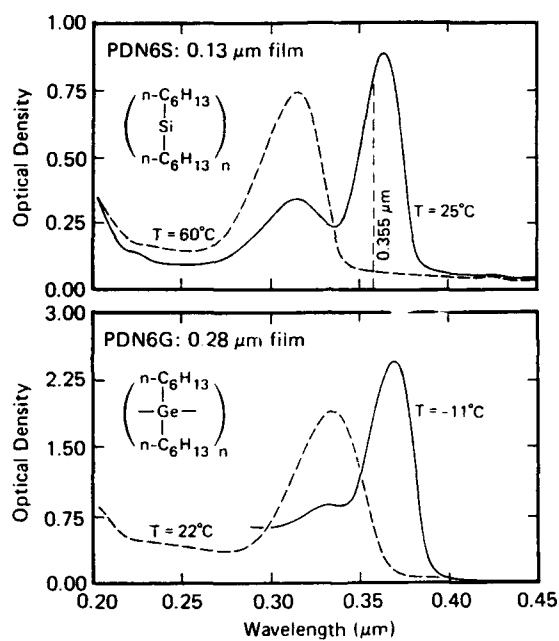 1.00
0.75
0.50
0.25
0.00
Optical Density
PDN6S: 0.13 μm film
n-C6H13
Si
n-C6H13 n
T = 60°C
T = 25°C
0.355 μm
3.00
2.25
1.50
0.75
0.00
Optical Density
PDN6G: 0.28 μm film
n-C6H13
Ge
n-C6H13 n
T = 22°C
T = -11°C
0.20 0.25 0.30 0.35 0.40 0.45
Wavelength (μm)